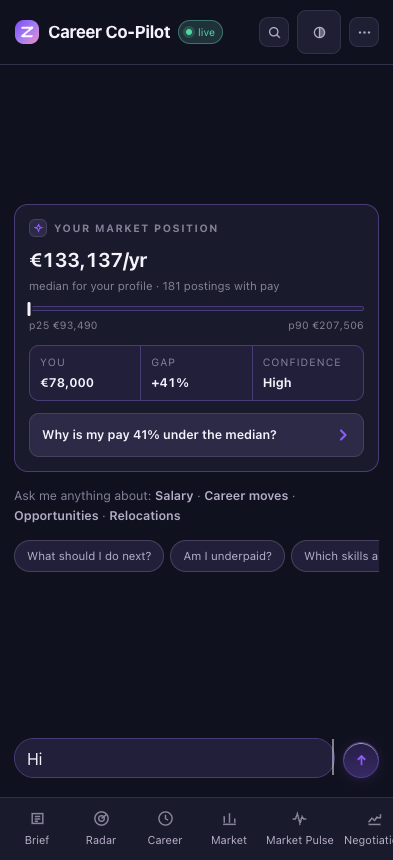 Career Co-Pilot live
YOUR MARKET POSITION
€133,137/yr
median for your profile · 181 postings with pay
p25 €93,490 p90 €207,506
YOU GAP CONFIDENCE
€78,000 +41% High
Why is my pay 41% under the median?
Ask me anything about: Salary · Career moves ·
Opportunities · Relocations
What should I do next? Am I underpaid? Which skills a
Hi
Brief Radar Career Market Market Pulse Negotiati